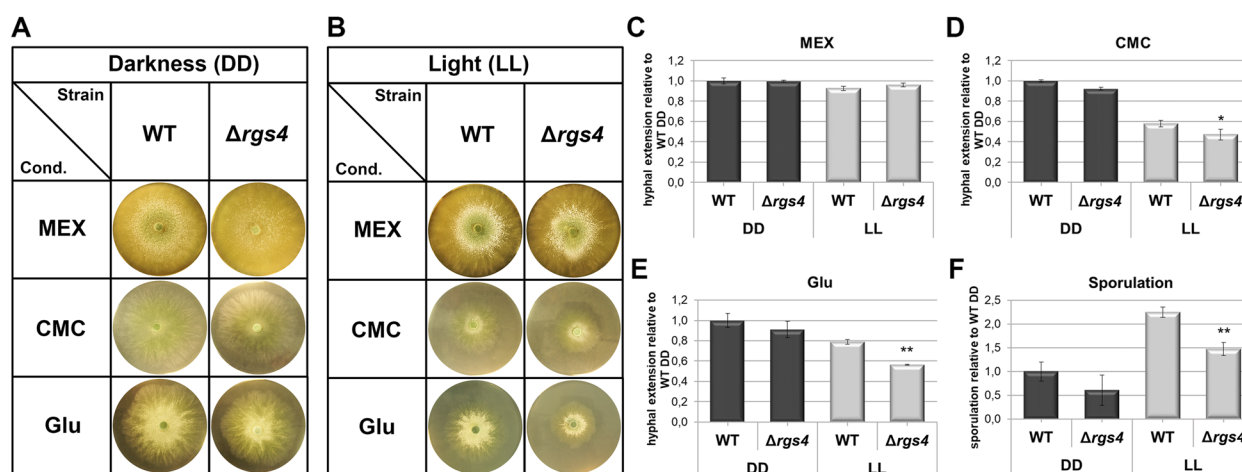 A
Darkness (DD)
Strain
Cond.
WT
Δrgs4
MEX
CMC
Glu
B
Light (LL)
Strain
Cond.
WT
Δrgs4
MEX
CMC
Glu
C
MEX
hyphal extension relative to
WT DD
1,2
1,0
0,8
0,6
0,4
0,2
0,0
WT
Δrgs4
WT
Δrgs4
DD
LL
D
CMC
hyphal extension relative to
WT DD
1,2
1,0
0,8
0,6
0,4
0,2
0,0
*
WT
Δrgs4
WT
Δrgs4
DD
LL
E
Glu
hyphal extension relative to
WT DD
1,2
1,0
0,8
0,6
0,4
0,2
0,0
**
WT
Δrgs4
WT
Δrgs4
DD
LL
F
Sporulation
sporulation relative to WT DD
2,5
2,0
1,5
1,0
0,5
0,0
**
WT
Δrgs4
WT
Δrgs4
DD
LL